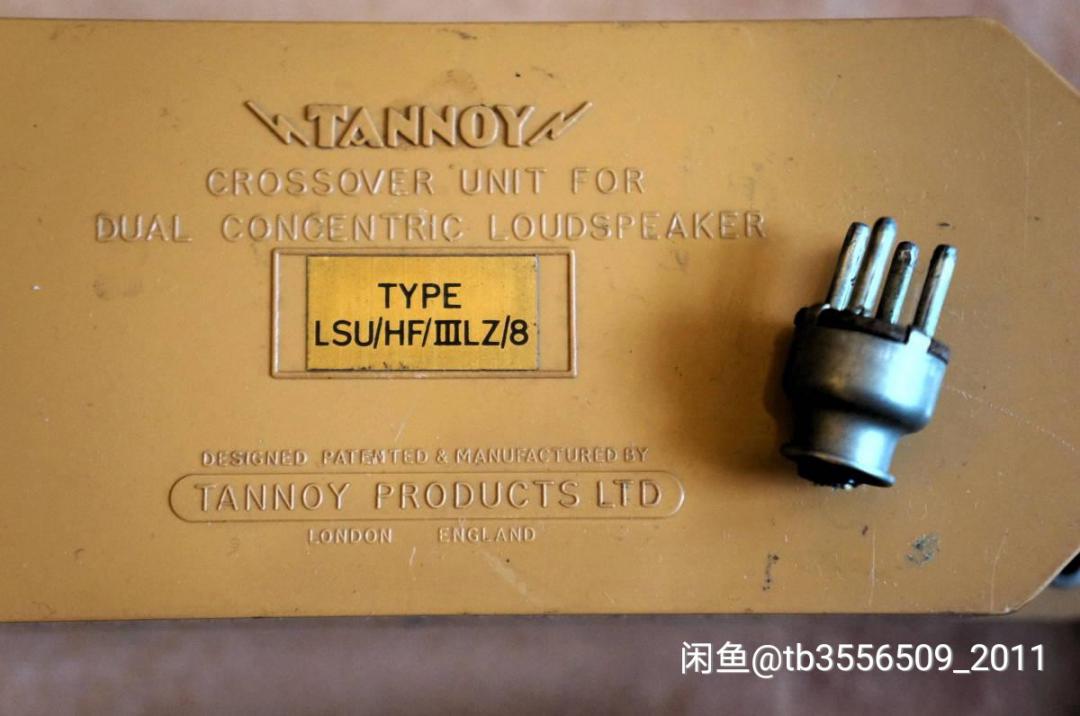 TANNOY
CROSSOVER UNIT FOR
DUAL CONCENTRIC LOUDSPEAKER
TYPE
LSU/HF/IIILZ/8
DESIGNED PATENTED & MANUFACTURED BY
TANNOY PRODUCTS LTD
LONDON ENGLAND
闲鱼@tb3556509_2011